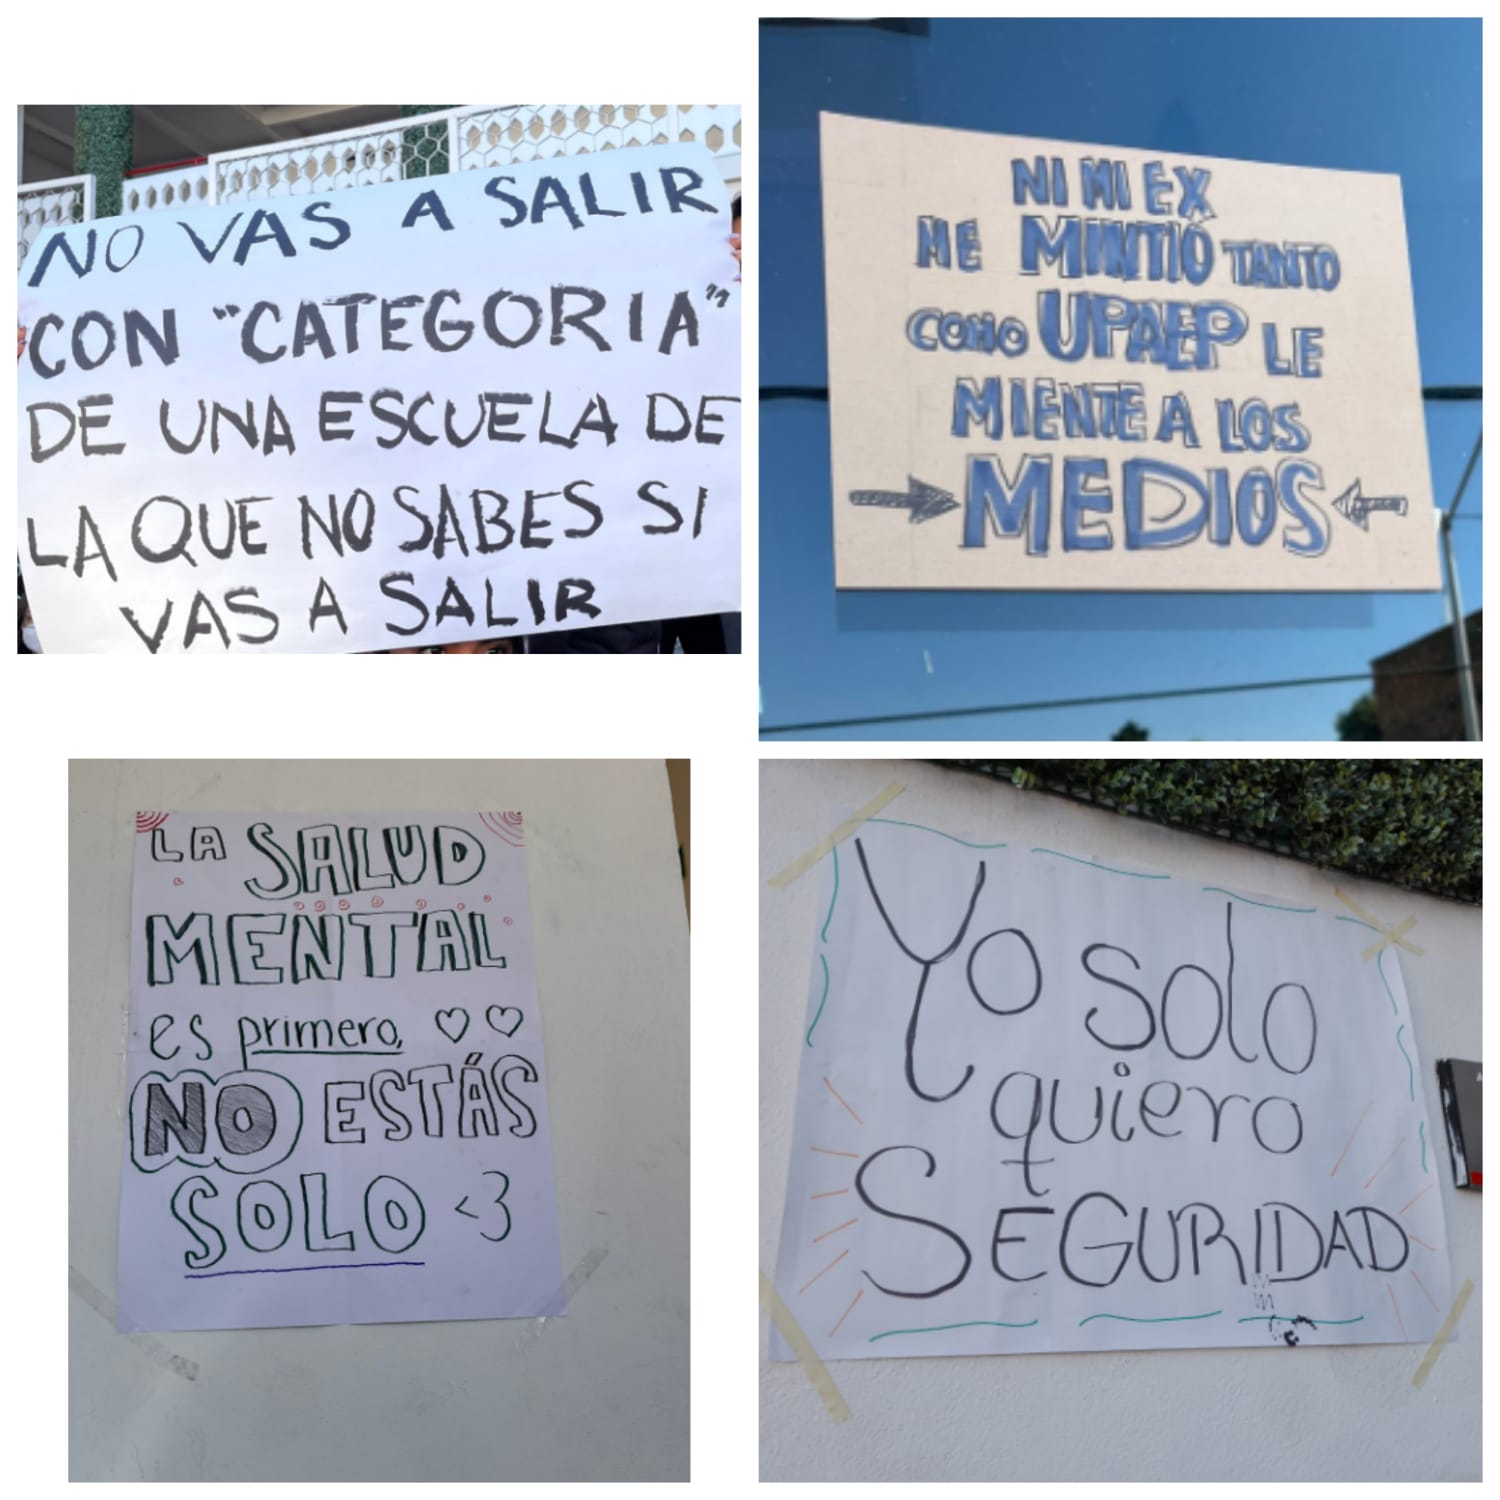 NO VAS A SALIR
CON "CATEGORIA"
DE UNA ESCUELA DE
LA QUE NO SABES SI
VAS A SALIR
NI MI EX
ME MINTIÓ TANTO
COMO UPAEP LE
MIENTE A LOS
MEDIOS
LA SALUD
MENTAL
es primero,
NO ESTÁS
SOLO <3
Yo solo
quiero
SEGURIDAD